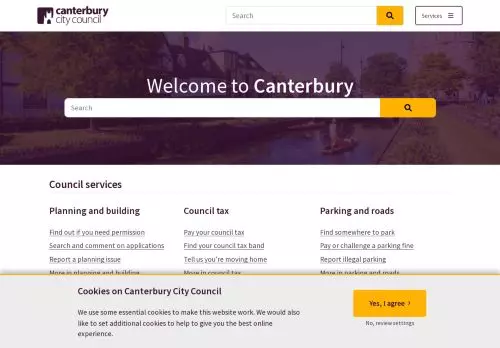 canterbury
city council
Search
Services
Welcome to Canterbury
Search
Council services
Planning and building
Find out if you need permission
Search and comment on applications
Report a planning issue
More in planning and building
Council tax
Pay your council tax
Find your council tax band
Tell us you're moving home
More in council tax
Parking and roads
Find somewhere to park
Pay or challenge a parking fine
Report illegal parking
More in parking and roads
Cookies on Canterbury City Council
We use some essential cookies to make this website work. We would also
like to set additional cookies to help to give you the best online
experience.
Yes, I agree ›
No, review settings